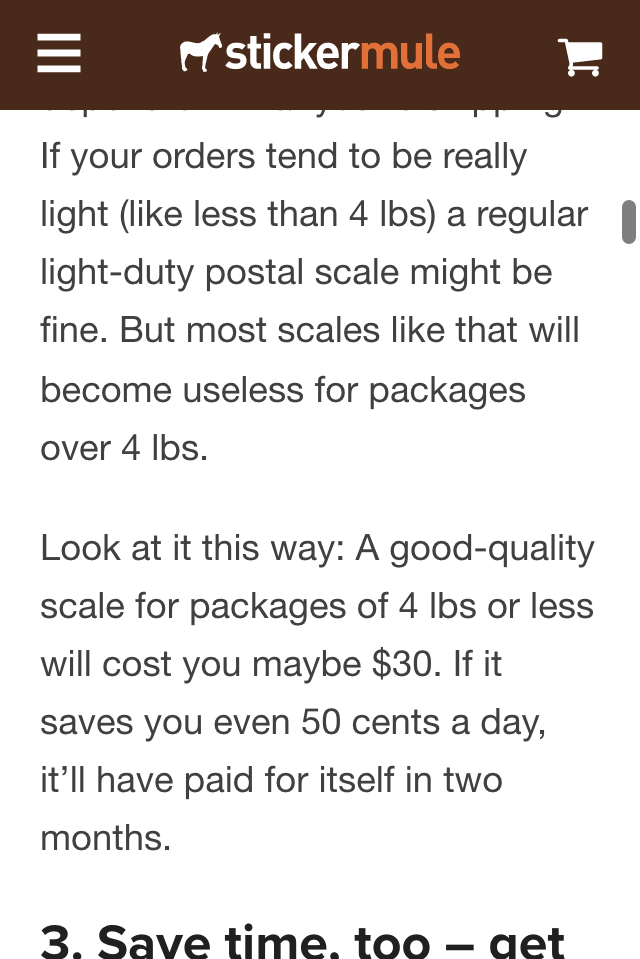 stickermule
If your orders tend to be really
light (like less than 4 lbs) a regular
light-duty postal scale might be
fine. But most scales like that will
become useless for packages
over 4 lbs.
Look at it this way: A good-quality
scale for packages of 4 lbs or less
will cost you maybe $30. If it
saves you even 50 cents a day,
it’ll have paid for itself in two
months.
3. Save time, too – get